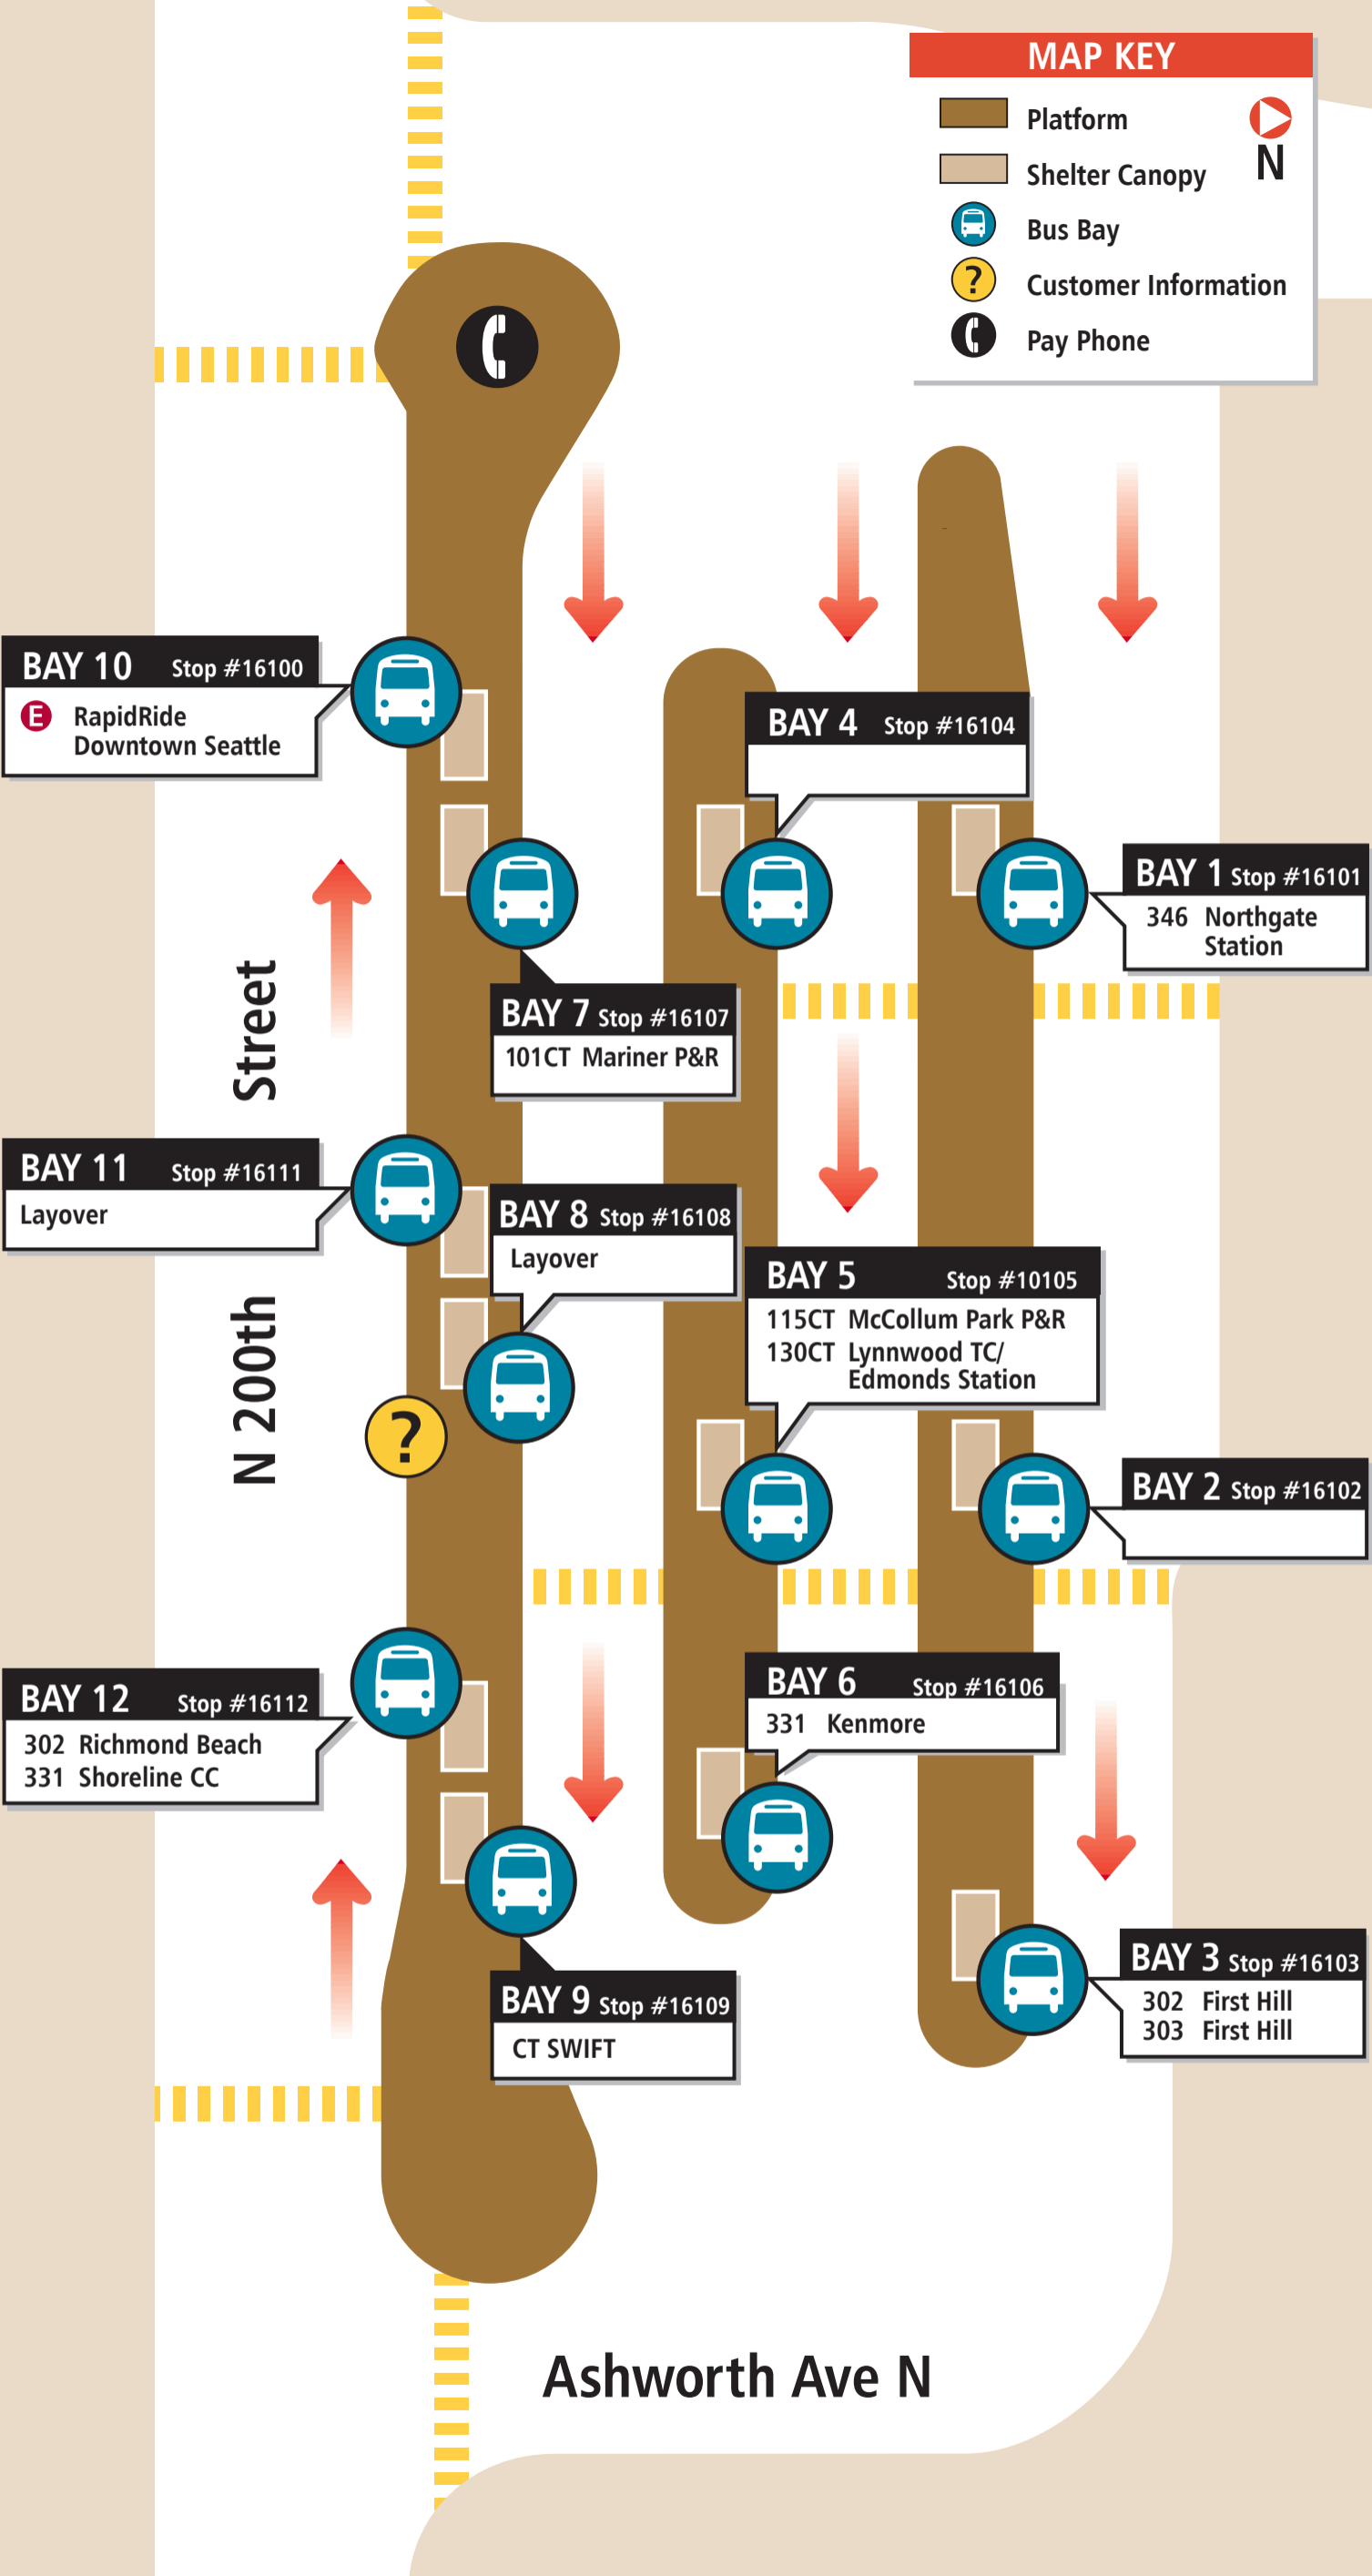 MAP KEY
Platform
Shelter Canopy
N
Bus Bay
? Customer Information
Pay Phone
BAY 10 Stop #16100
E RapidRide
Downtown Seattle
BAY 4 Stop #16104
BAY 1 Stop #16101
346 Northgate
Station
BAY 7 Stop #16107
101CT Mariner P&R
N 200th Street
BAY 11 Stop #16111
Layover
BAY 8 Stop #16108
Layover
BAY 5 Stop #10105
115CT McCollum Park P&R
130CT Lynnwood TC/
Edmonds Station
?
BAY 2 Stop #16102
BAY 12 Stop #16112
302 Richmond Beach
331 Shoreline CC
BAY 6 Stop #16106
331 Kenmore
BAY 9 Stop #16109
CT SWIFT
BAY 3 Stop #16103
302 First Hill
303 First Hill
Ashworth Ave N